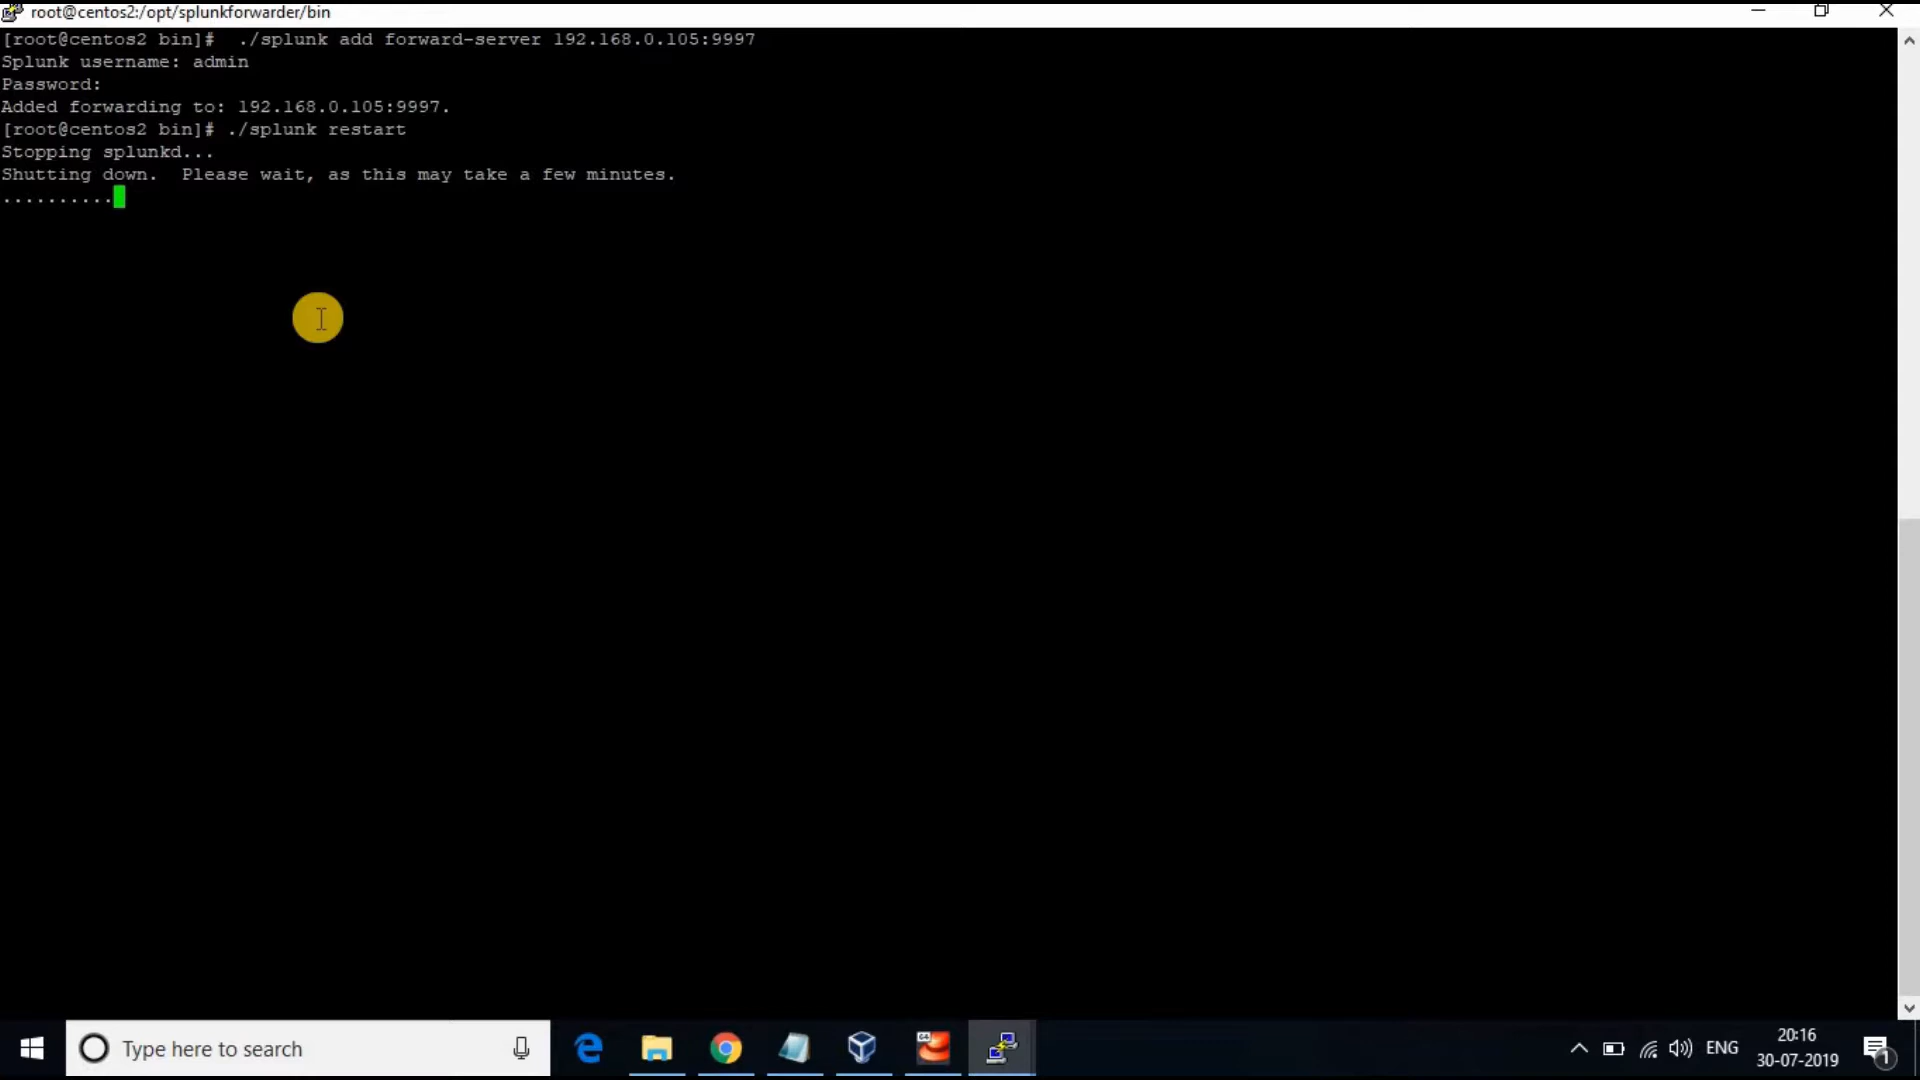 root@centos2:/opt/splunkforwarder/bin
[root@centos2 bin]#  ./splunk add forward-server 192.168.0.105:9997
Splunk username: admin
Password:
Added forwarding to: 192.168.0.105:9997.
[root@centos2 bin]# ./splunk restart
Stopping splunkd...
Shutting down.  Please wait, as this may take a few minutes.
..........
Type here to search
ENG
20:16
30-07-2019
1
64